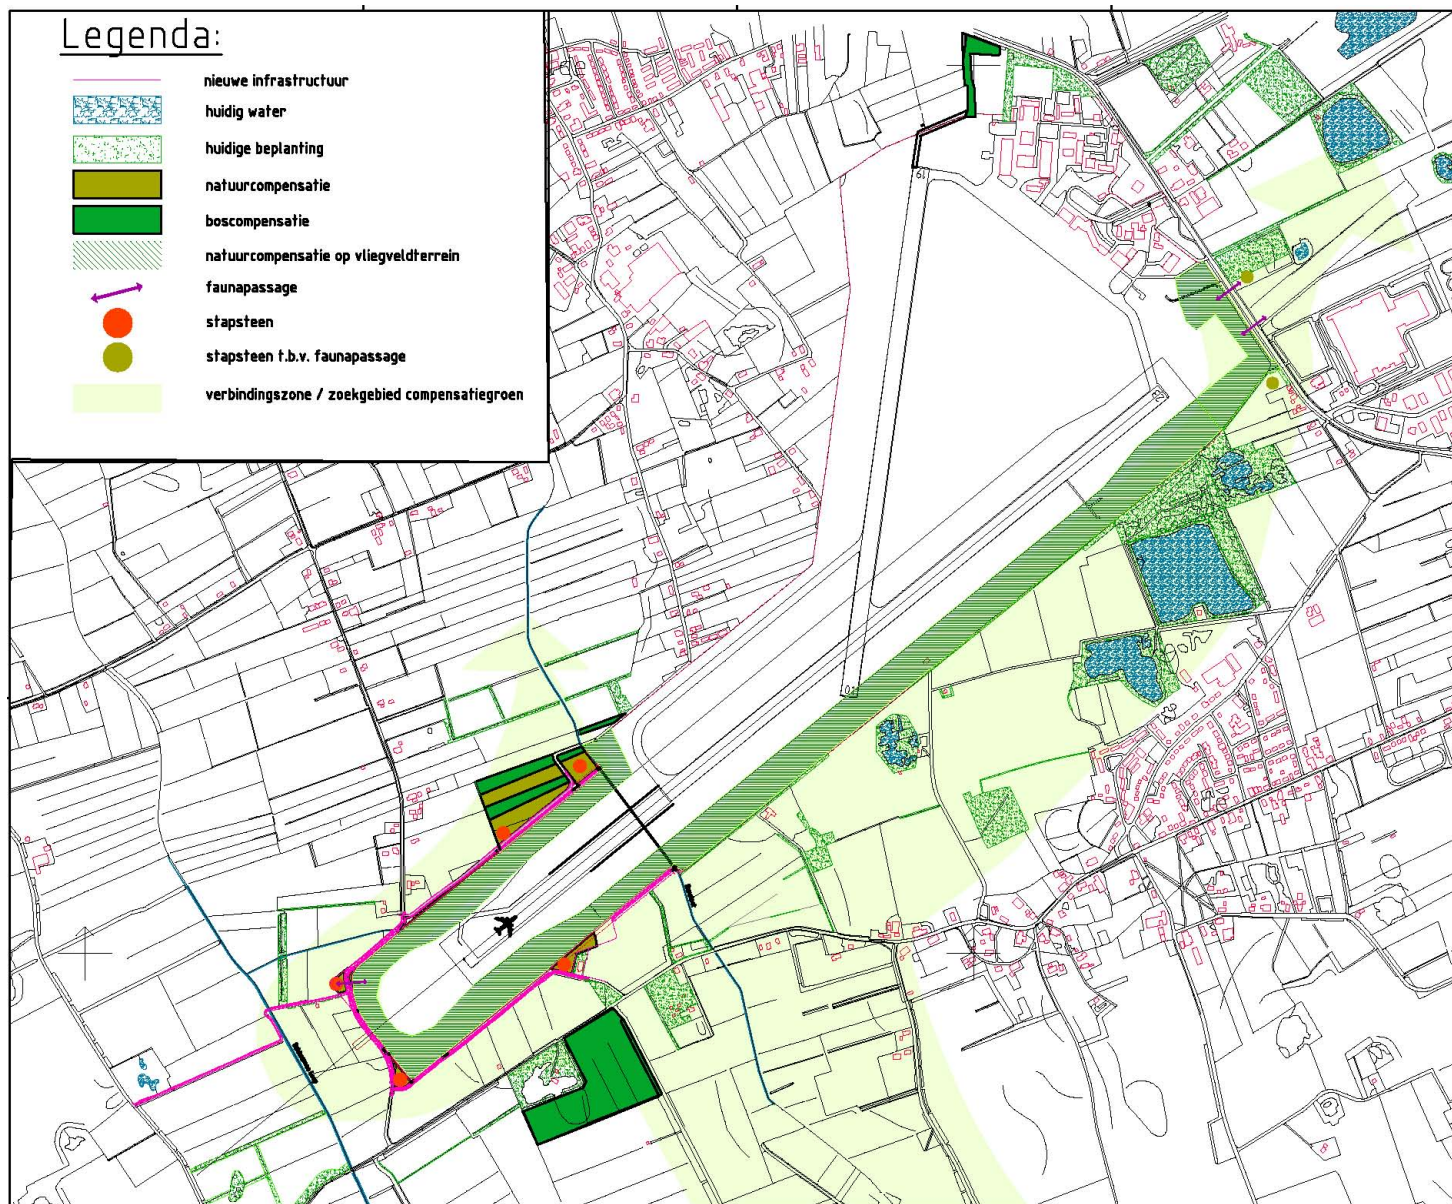 Legenda:
nieuwe infrastructuur
huidig water
huidige beplanting
natuurcompensatie
boscompensatie
natuurcompensatie op vliegveldterrein
faunapassage
stapsteen
stapsteen t.b.v. faunapassage
verbindingszone / zoekgebied compensatiegroen